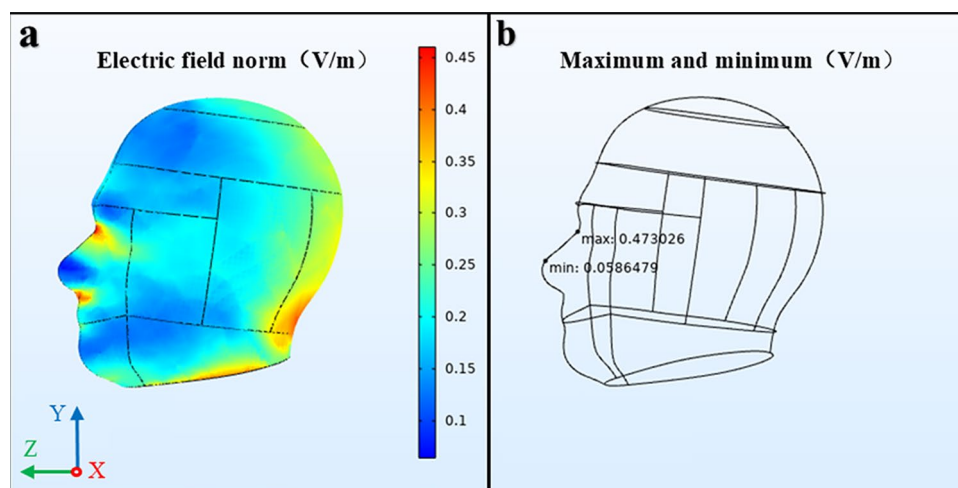 a
Electric field norm（V/m）
0.45
0.4
0.35
0.3
0.25
0.2
0.15
0.1
Y
Z
X
b
Maximum and minimum（V/m）
max: 0.473026
min: 0.0586479